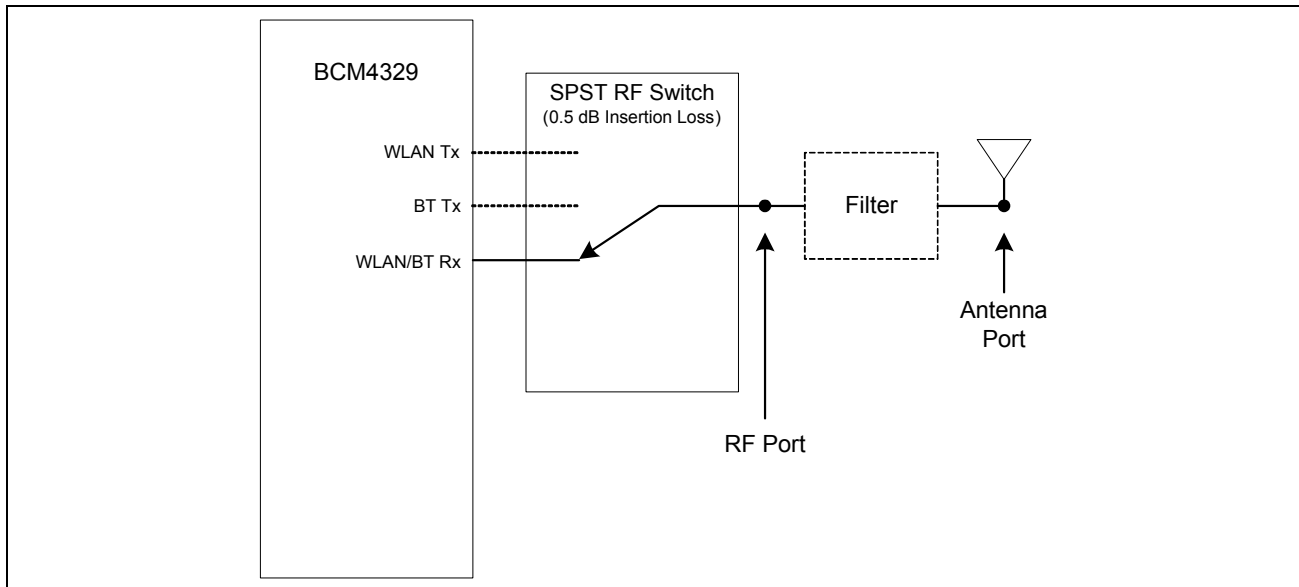 BCM4329
SPST RF Switch
(0.5 dB Insertion Loss)
WLAN Tx
BT Tx
WLAN/BT Rx
Filter
Antenna
Port
RF Port